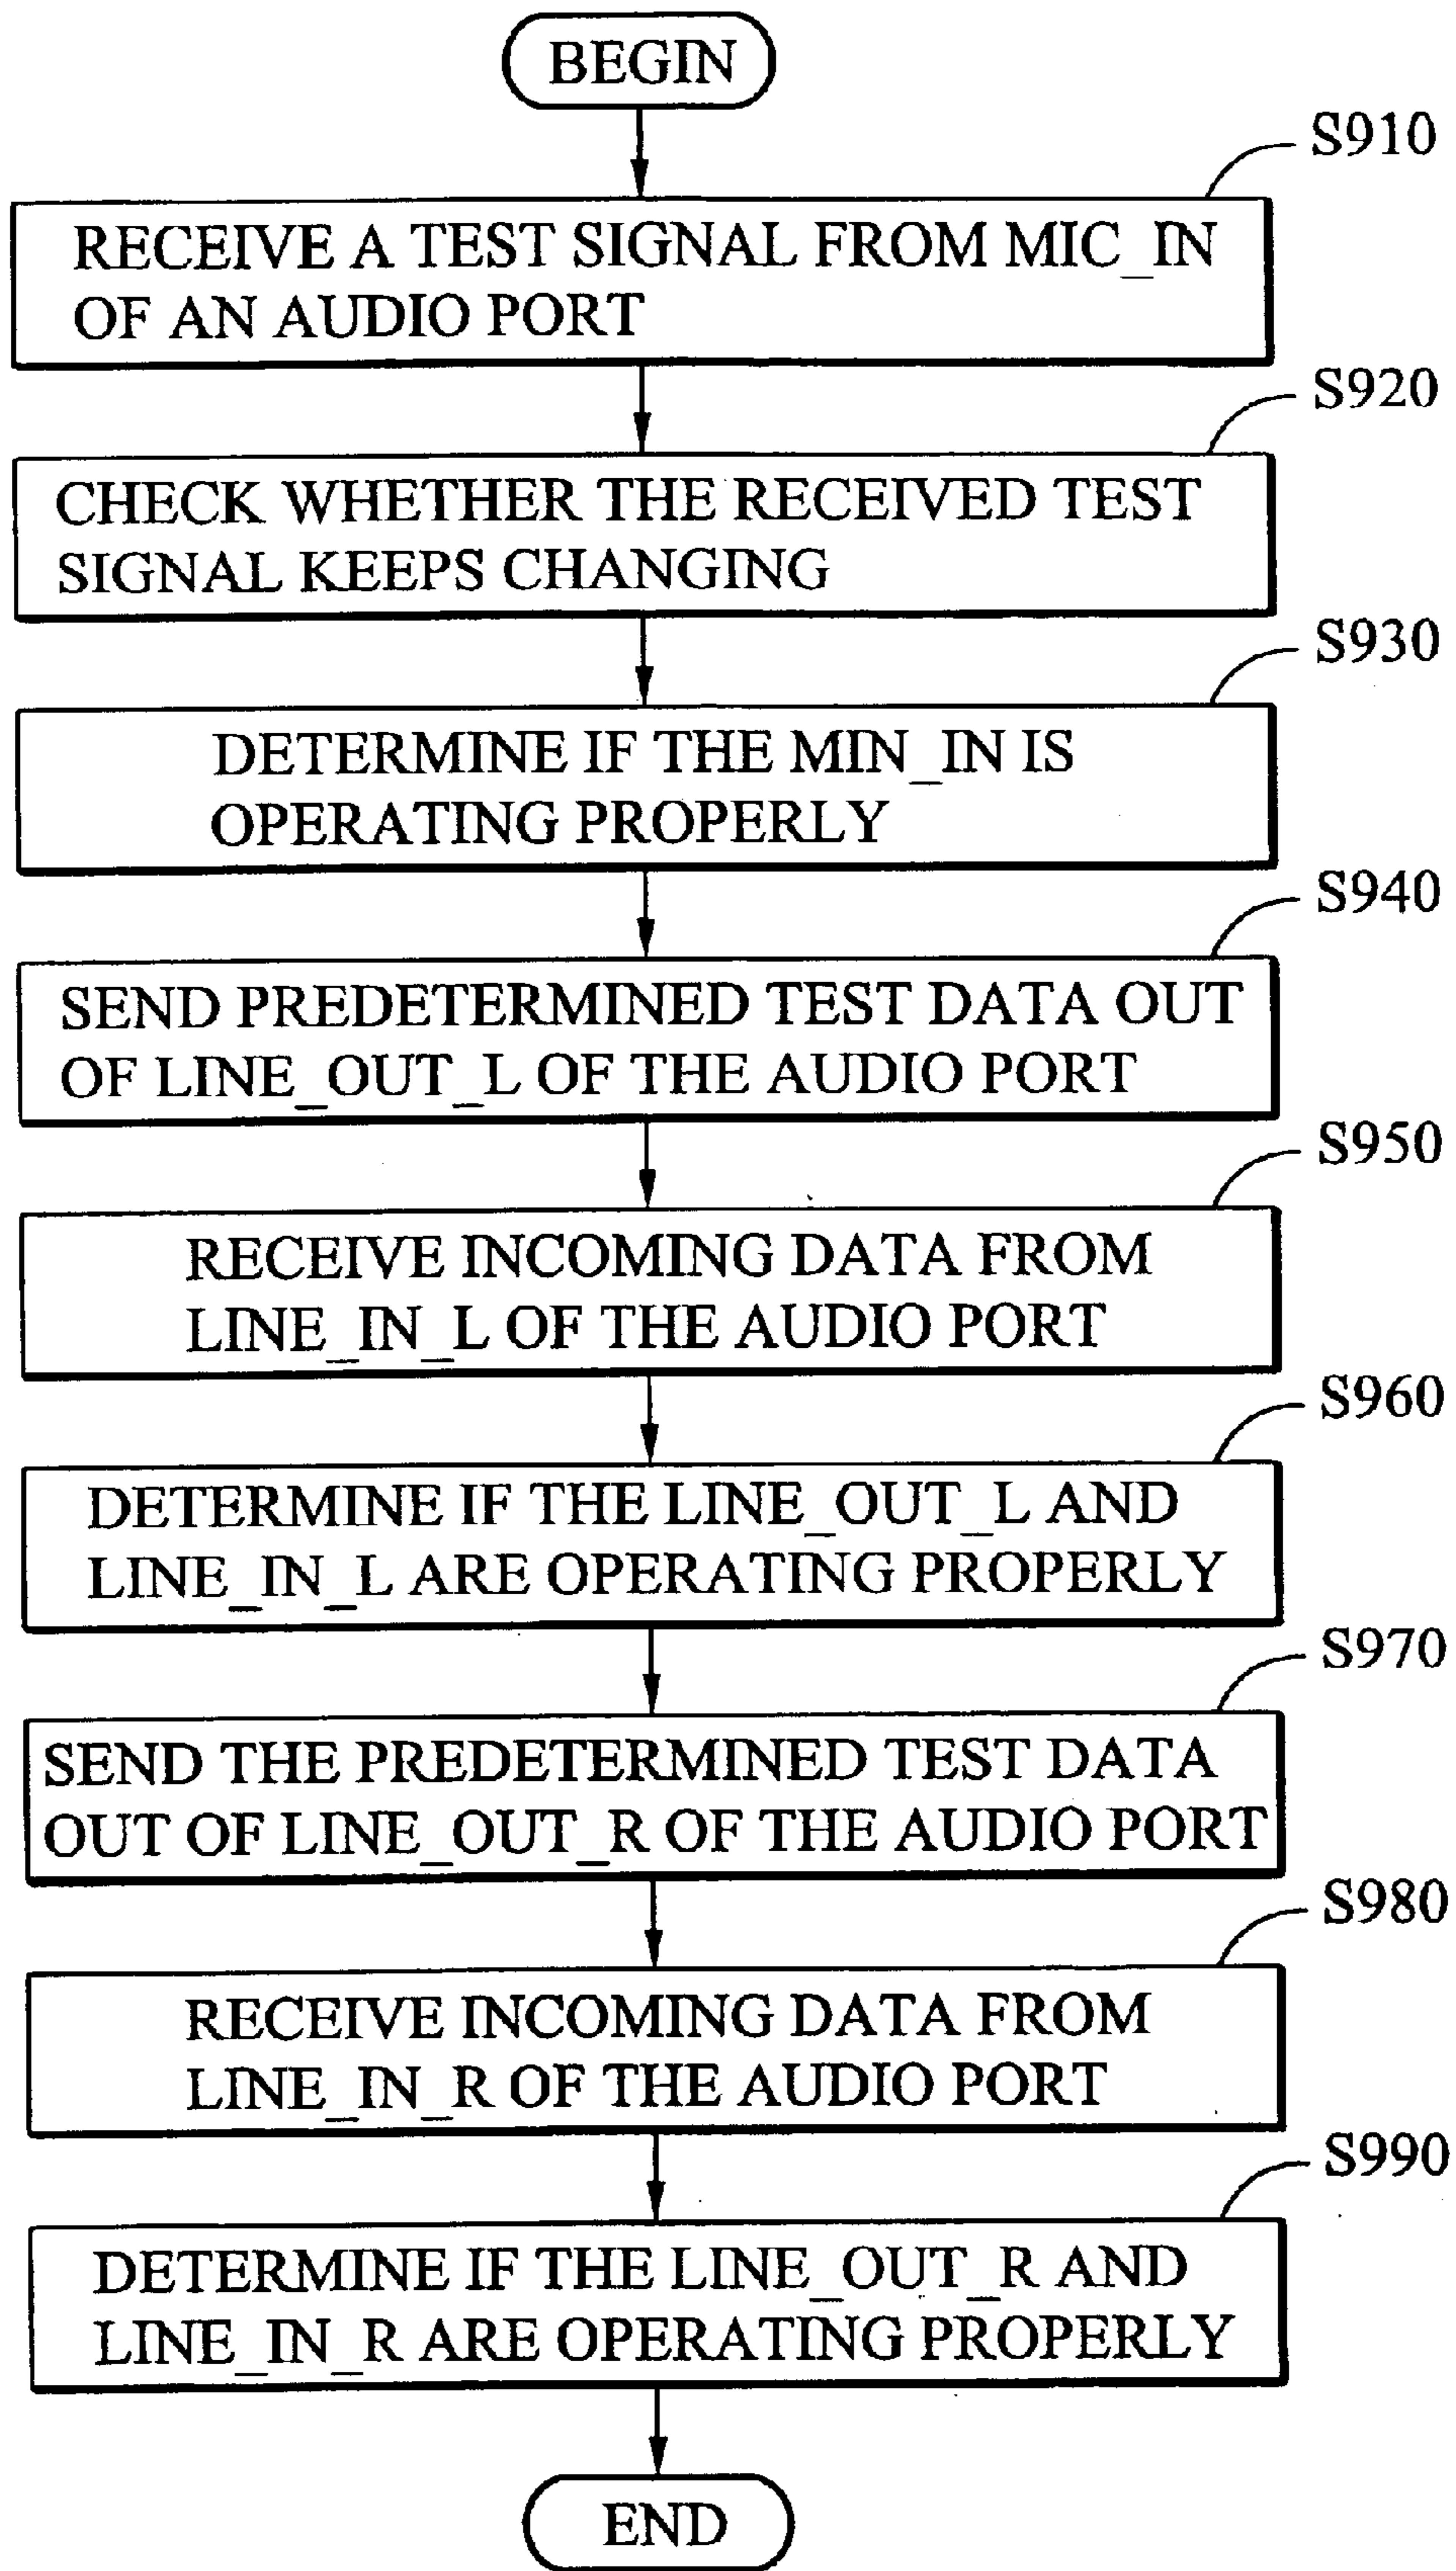 BEGIN
S910
RECEIVE A TEST SIGNAL FROM MIC_IN
OF AN AUDIO PORT
S920
CHECK WHETHER THE RECEIVED TEST
SIGNAL KEEPS CHANGING
S930
DETERMINE IF THE MIN_IN IS
OPERATING PROPERLY
S940
SEND PREDETERMINED TEST DATA OUT
OF LINE_OUT_L OF THE AUDIO PORT
S950
RECEIVE INCOMING DATA FROM
LINE_IN_L OF THE AUDIO PORT
S960
DETERMINE IF THE LINE_OUT_L AND
LINE_IN_L ARE OPERATING PROPERLY
S970
SEND THE PREDETERMINED TEST DATA
OUT OF LINE_OUT_R OF THE AUDIO PORT
S980
RECEIVE INCOMING DATA FROM
LINE_IN_R OF THE AUDIO PORT
S990
DETERMINE IF THE LINE_OUT_R AND
LINE_IN_R ARE OPERATING PROPERLY
END